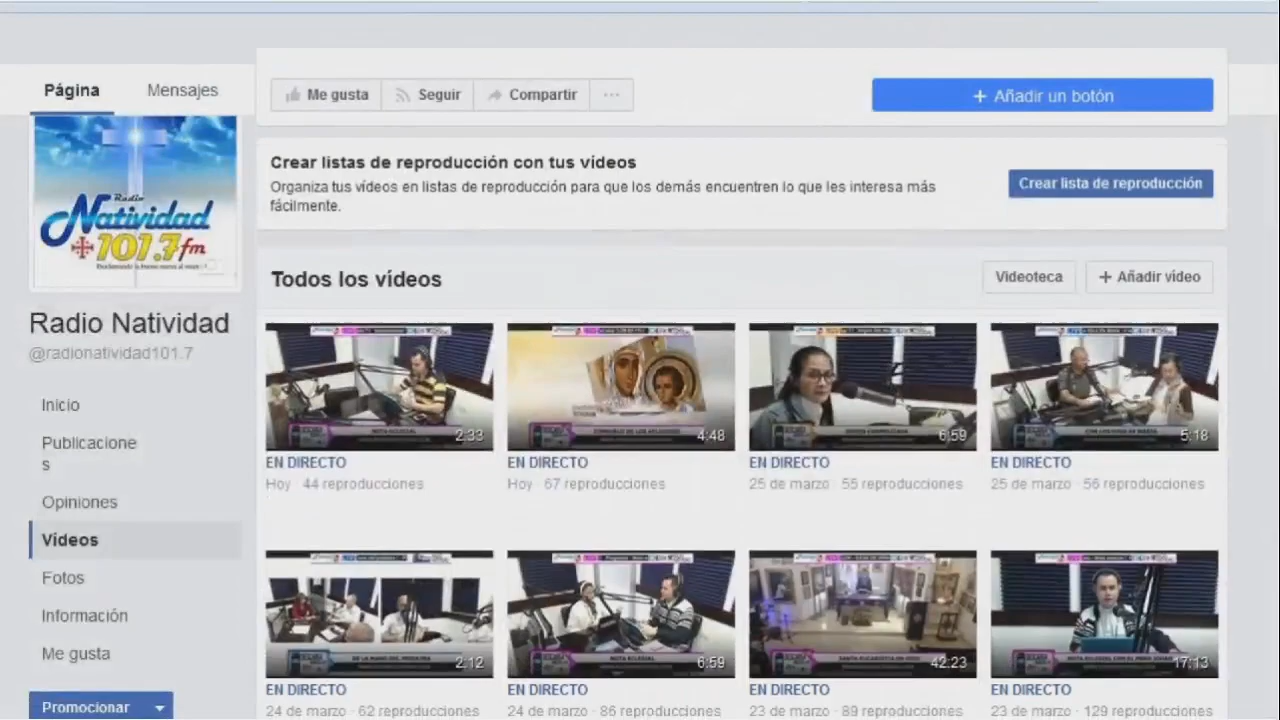 Página
Mensajes
Me gusta
Seguir
Compartir
+ Añadir un botón
Radio
Natividad
101.7 fm
Crear listas de reproducción con tus vídeos
Organiza tus vídeos en listas de reproducción para que los demás encuentren lo que les interesa más
fácilmente.
Crear lista de reproducción
Todos los vídeos
Videoteca
+ Añadir vídeo
Radio Natividad
@radionatividad101.7
Inicio
Publicacione
s
Opiniones
Vídeos
Fotos
Información
Me gusta
Promocionar
2:33
4:48
6:59
5:18
EN DIRECTO
EN DIRECTO
EN DIRECTO
EN DIRECTO
Hoy · 44 reproducciones
Hoy · 67 reproducciones
25 de marzo · 55 reproducciones
25 de marzo · 56 reproducciones
NOTA ECLESIAL
2:12
6:59
42:23
17:13
EN DIRECTO
EN DIRECTO
EN DIRECTO
EN DIRECTO
24 de marzo · 62 reproducciones
24 de marzo · 86 reproducciones
23 de marzo · 89 reproducciones
23 de marzo · 129 reproducciones